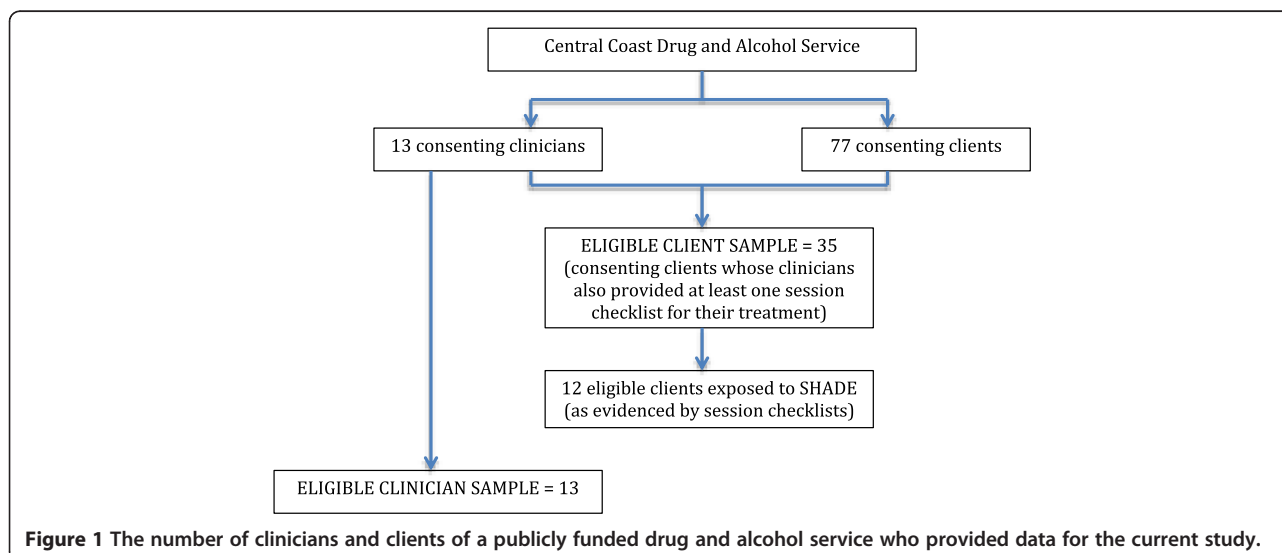 Central Coast Drug and Alcohol Service
13 consenting clinicians
77 consenting clients
ELIGIBLE CLIENT SAMPLE = 35
(consenting clients whose clinicians
also provided at least one session
checklist for their treatment)
12 eligible clients exposed to SHADE
(as evidenced by session checklists)
ELIGIBLE CLINICIAN SAMPLE = 13
Figure 1 The number of clinicians and clients of a publicly funded drug and alcohol service who provided data for the current study.